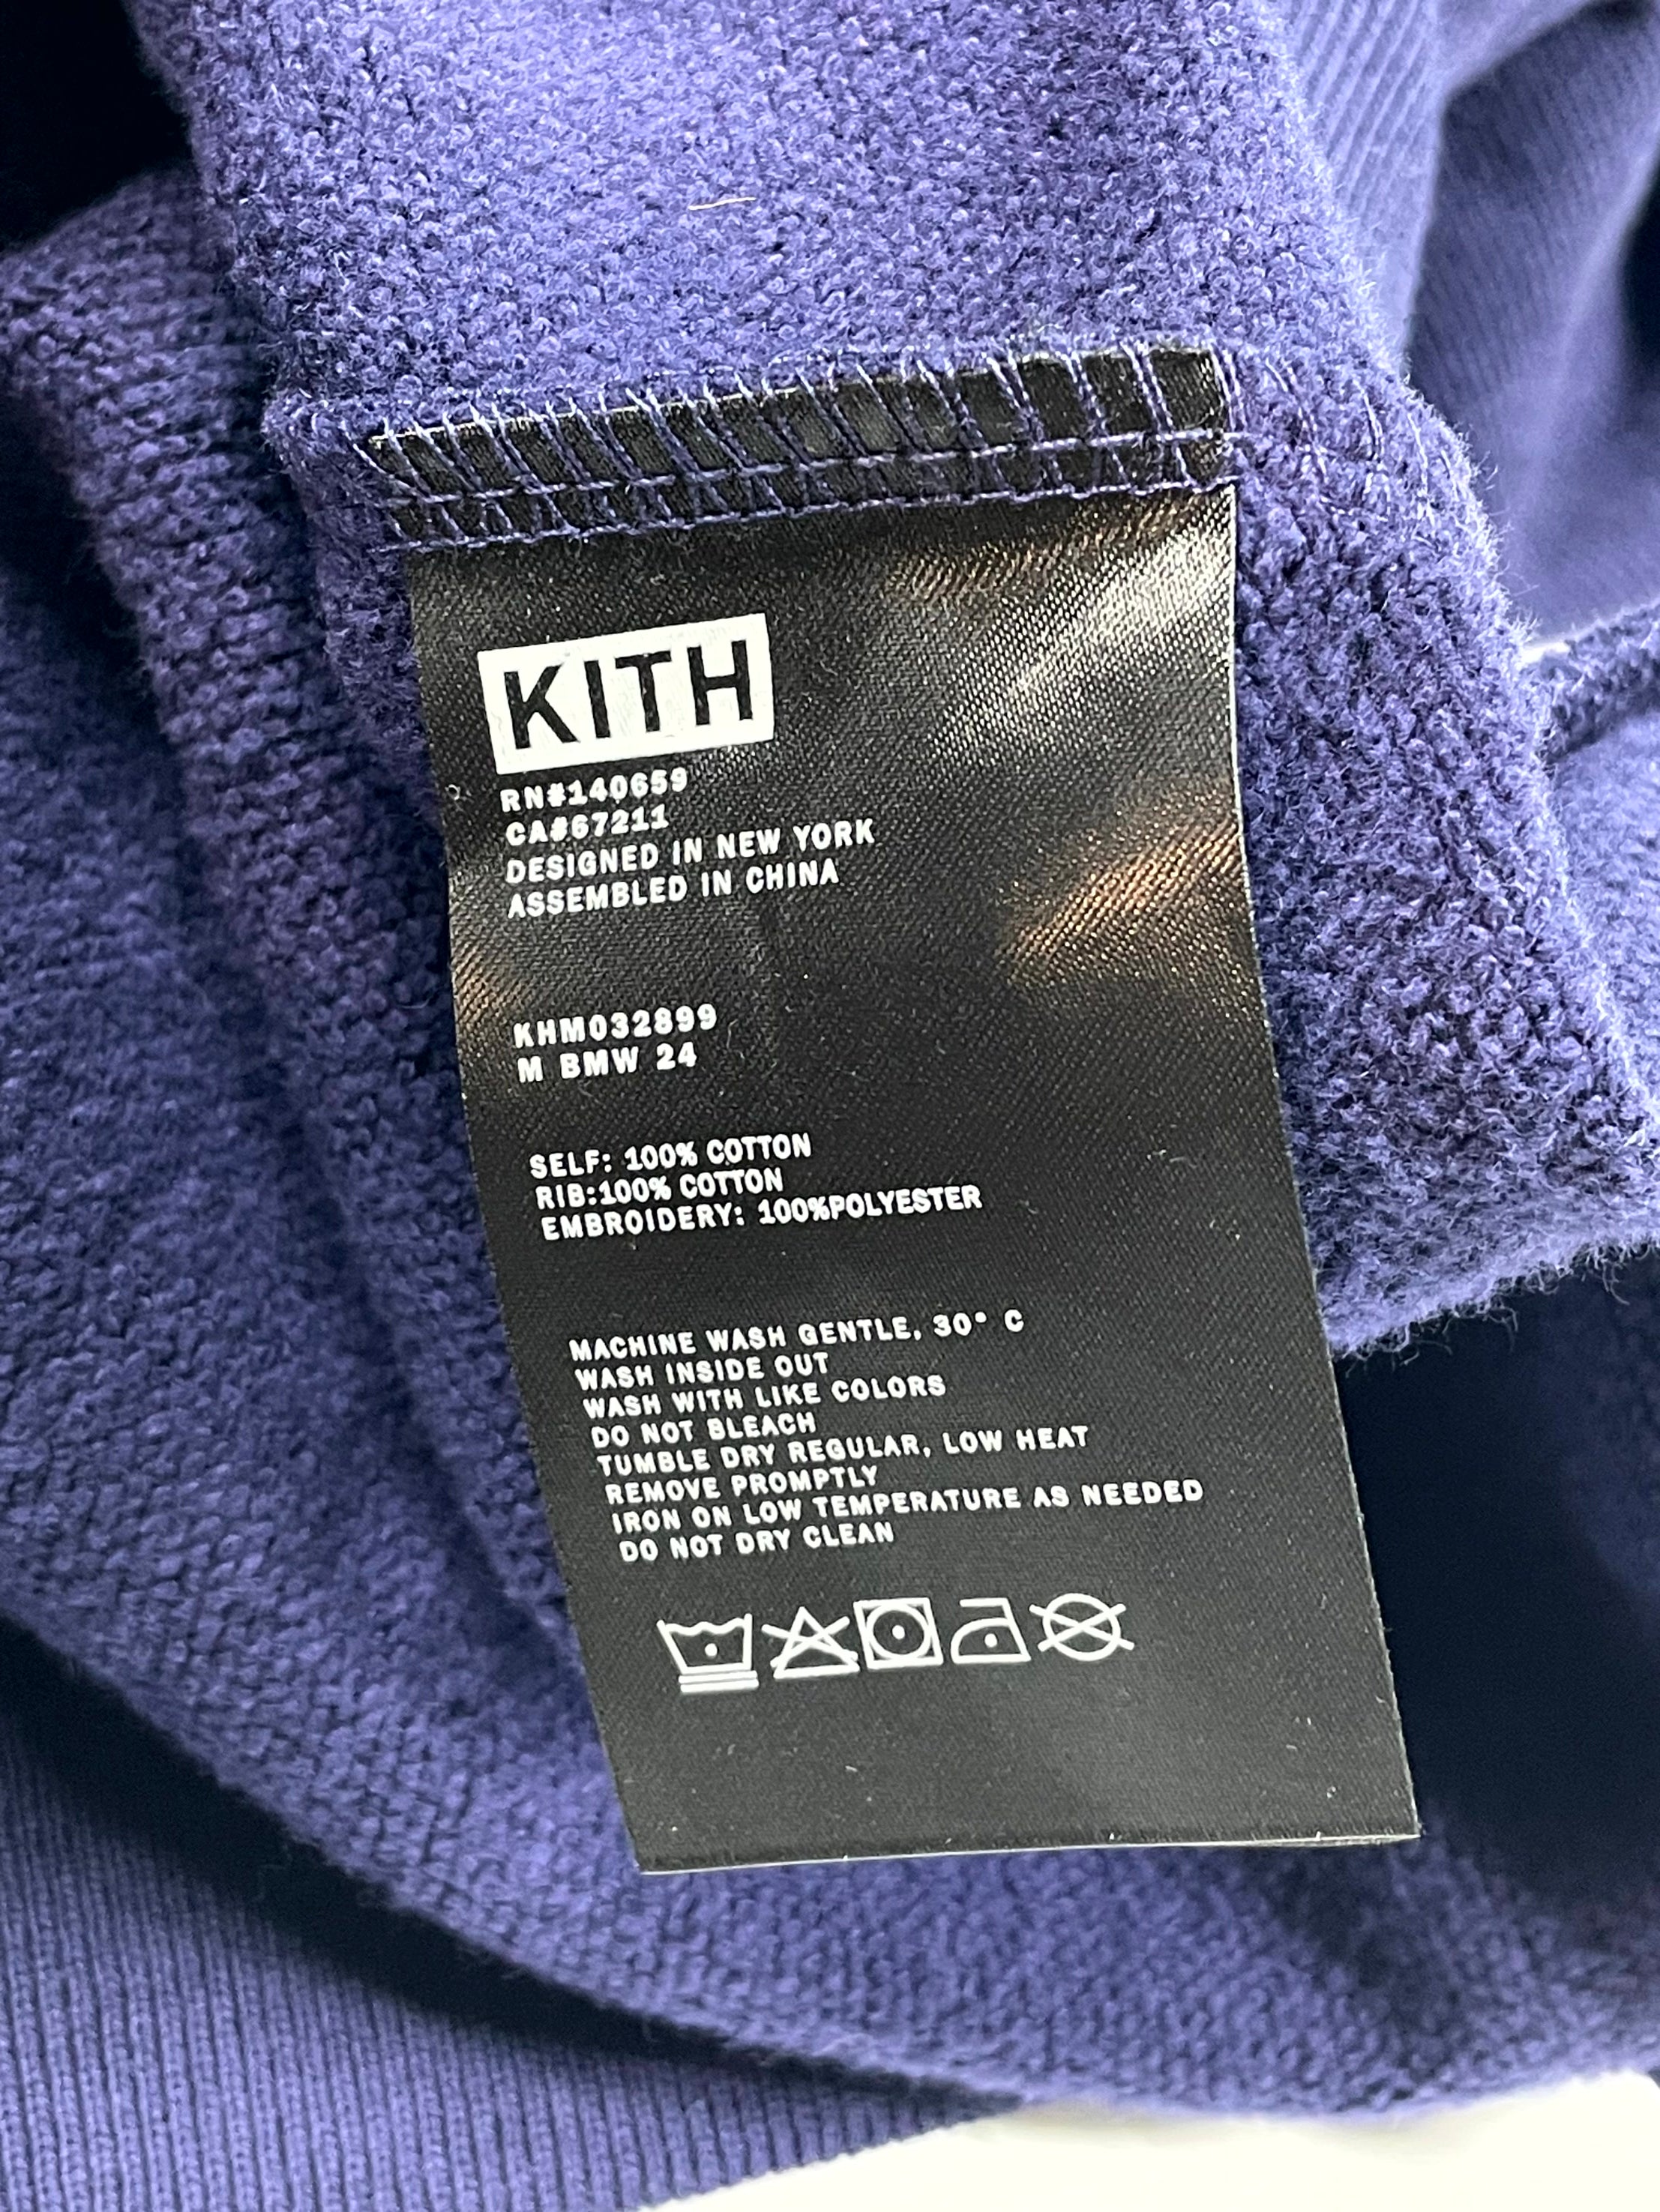 KITH
RN#140659
CA#67211
DESIGNED IN NEW YORK
ASSEMBLED IN CHINA
KHM032899
M BMW 24
SELF: 100% COTTON
RIB:100% COTTON
EMBROIDERY: 100%POLYESTER
MACHINE WASH GENTLE, 30° C
WASH INSIDE OUT
WASH WITH LIKE COLORS
DO NOT BLEACH
TUMBLE DRY REGULAR, LOW HEAT
REMOVE PROMPTLY
IRON ON LOW TEMPERATURE AS NEEDED
DO NOT DRY CLEAN